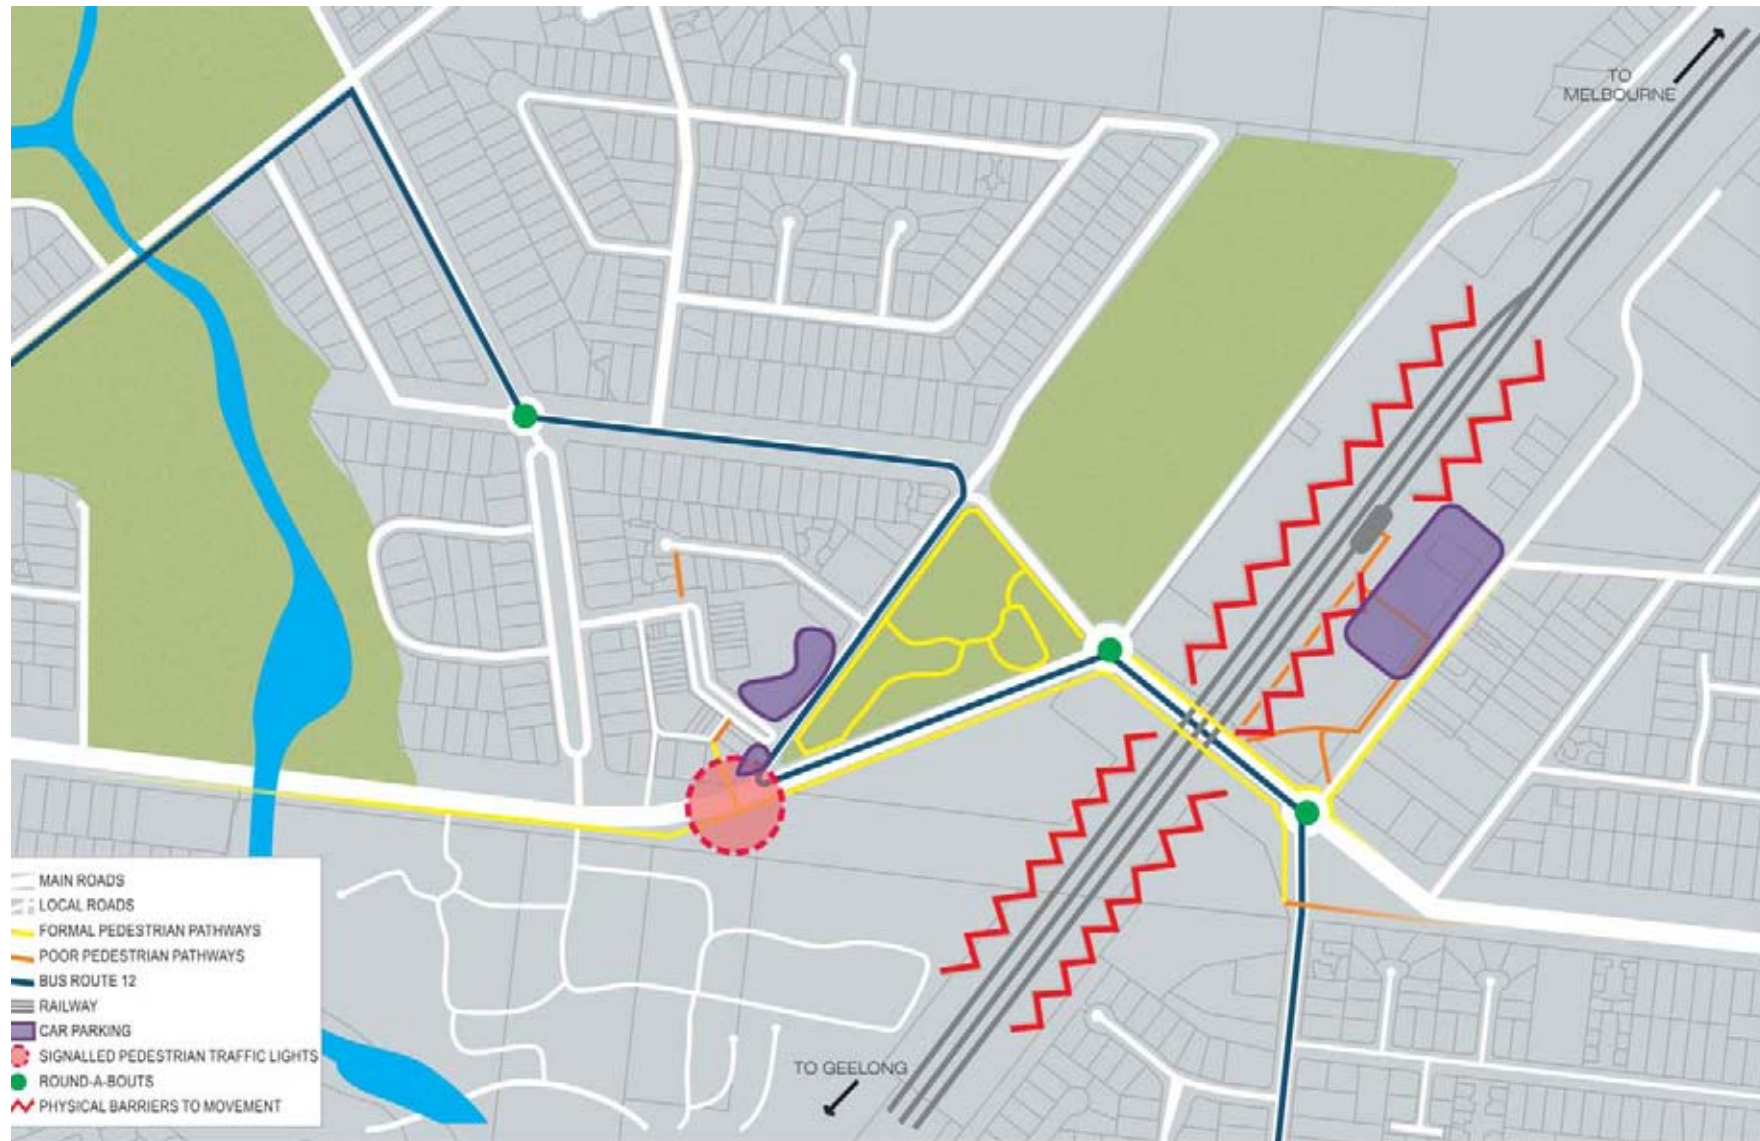 TO
MELBOURNE
MAIN ROADS
LOCAL ROADS
FORMAL PEDESTRIAN PATHWAYS
POOR PEDESTRIAN PATHWAYS
BUS ROUTE 12
RAILWAY
CAR PARKING
SIGNALLED PEDESTRIAN TRAFFIC LIGHTS
ROUND-A-BOUTS
PHYSICAL BARRIERS TO MOVEMENT
TO GEELONG